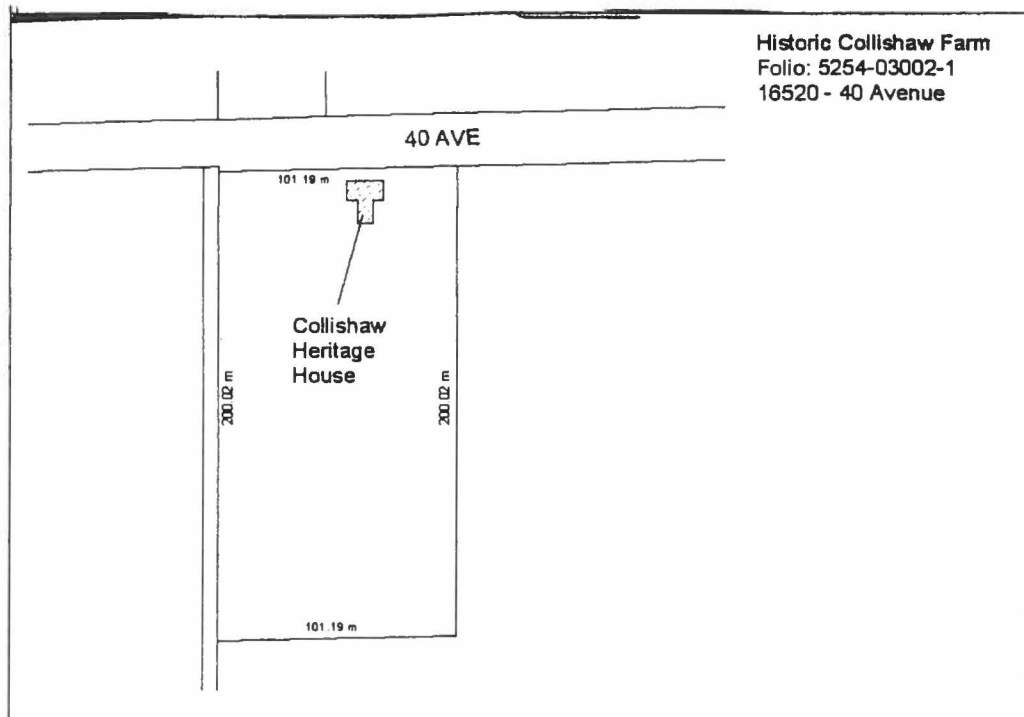 Historic Collishaw Farm
Folio: 5254-03002-1
16520 - 40 Avenue
40 AVE
101.19 m
Collishaw
Heritage
House
200.02 m
200.02 m
101.19 m